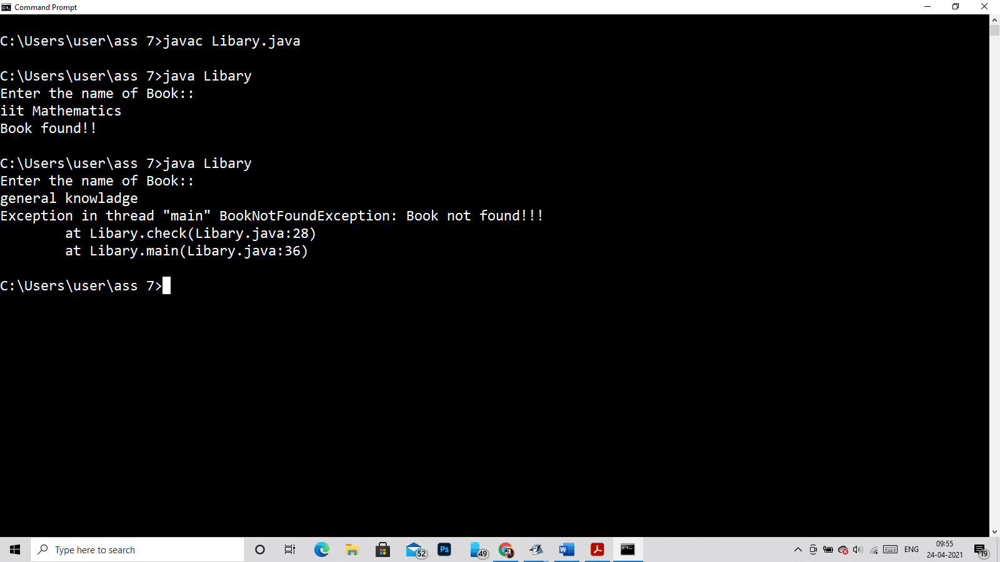 Command Prompt
C:\Users\user\ass 7>javac Libary.java
C:\Users\user\ass 7>java Libary
Enter the name of Book::
iit Mathematics
Book found!!
C:\Users\user\ass 7>java Libary
Enter the name of Book::
general knowladge
Exception in thread "main" BookNotFoundException: Book not found!!!
at Libary.check(Libary.java:28)
at Libary.main(Libary.java:36)
C:\Users\user\ass 7>
Type here to search
52
Ps
49
W
ENG
09:55
24-04-2021
19